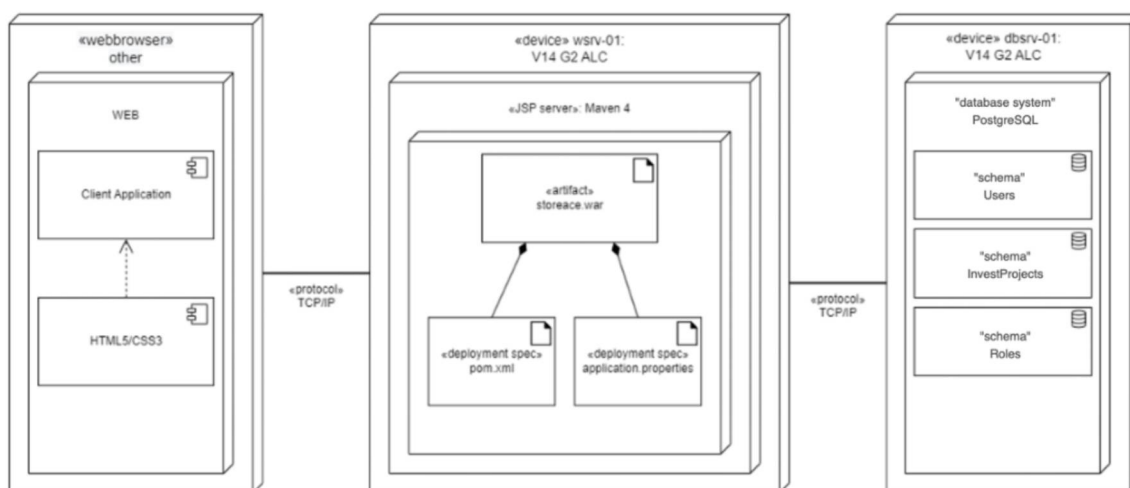 «webbrowser»
other
WEB
Client Application
HTML5/CSS3
«protocol»
TCP/IP
«device» wsrv-01:
V14 G2 ALC
«JSP server»: Maven 4
«artifact»
storeace.war
«deployment spec»
pom.xml
«deployment spec»
application.properties
«protocol»
TCP/IP
«device» dbsrv-01:
V14 G2 ALC
"database system"
PostgreSQL
"schema"
Users
"schema"
InvestProjects
"schema"
Roles